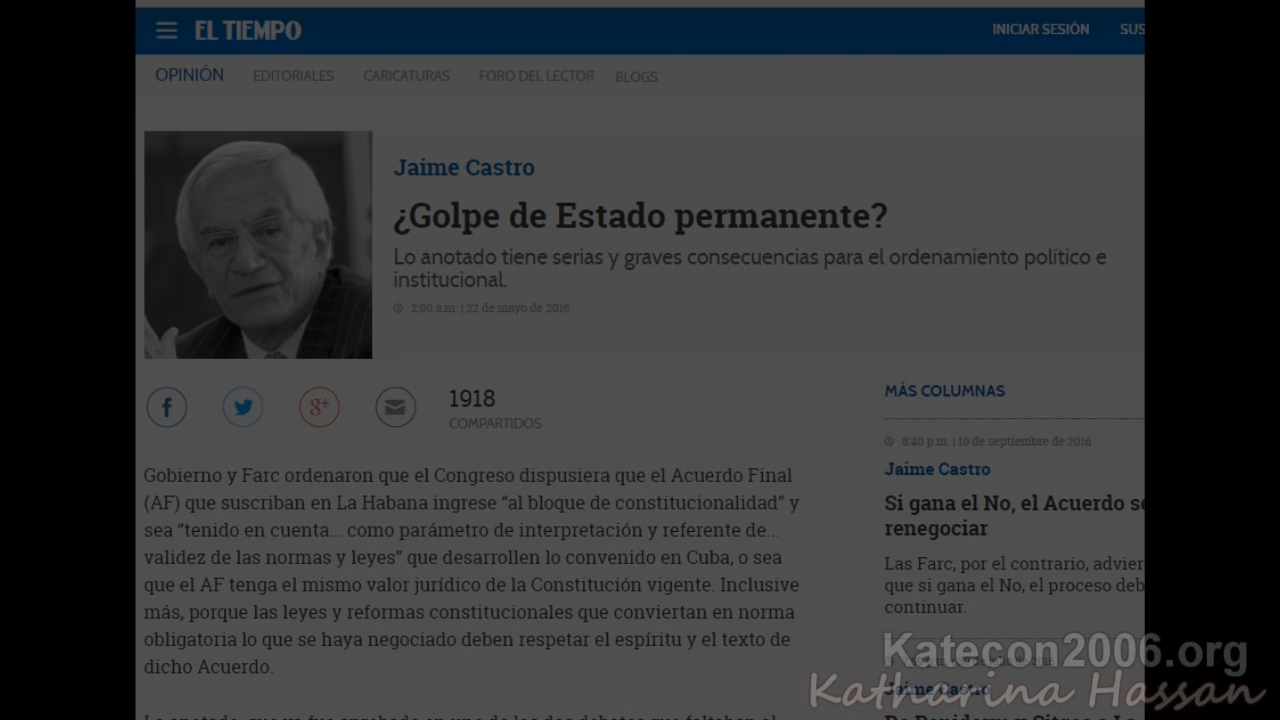 EL TIEMPO
INICIAR SESIÓN SUS
OPINIÓN EDITORIALES CARICATURAS FORO DEL LECTOR BLOGS
Jaime Castro
¿Golpe de Estado permanente?
Lo anotado tiene serias y graves consecuencias para el ordenamiento político e
institucional.
2:00 a.m. | 22 de mayo de 2016
1918
COMPARTIDOS
Gobierno y Farc ordenaron que el Congreso dispusiera que el Acuerdo Final
(AF) que suscriban en La Habana ingrese “al bloque de constitucionalidad” y
sea “tenido en cuenta... como parámetro de interpretación y referente de...
validez de las normas y leyes” que desarrollen lo convenido en Cuba, o sea
que el AF tenga el mismo valor jurídico de la Constitución vigente. Inclusive
más, porque las leyes y reformas constitucionales que conviertan en norma
obligatoria lo que se haya negociado deben respetar el espíritu y el texto de
dicho Acuerdo.
MÁS COLUMNAS
8:40 p.m. | 10 de septiembre de 2016
Jaime Castro
Si gana el No, el Acuerdo se
renegociar
Las Farc, por el contrario, advier
que si gana el No, el proceso deb
continuar.
Jaime Castro
Katecon2006.org
Katharina Hassan